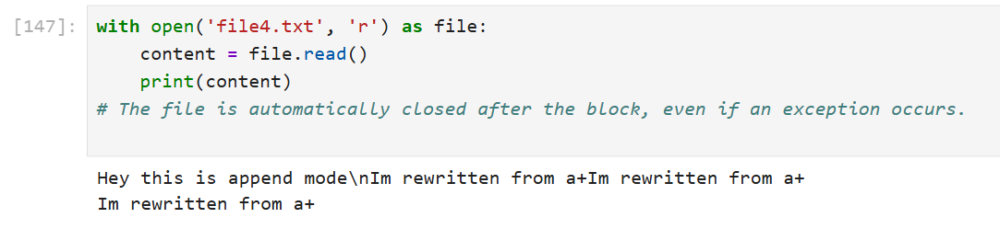 [147]: with open('file4.txt', 'r') as file:
    content = file.read()
    print(content)
# The file is automatically closed after the block, even if an exception occurs.
Hey this is append mode\nIm rewritten from a+Im rewritten from a+
Im rewritten from a+